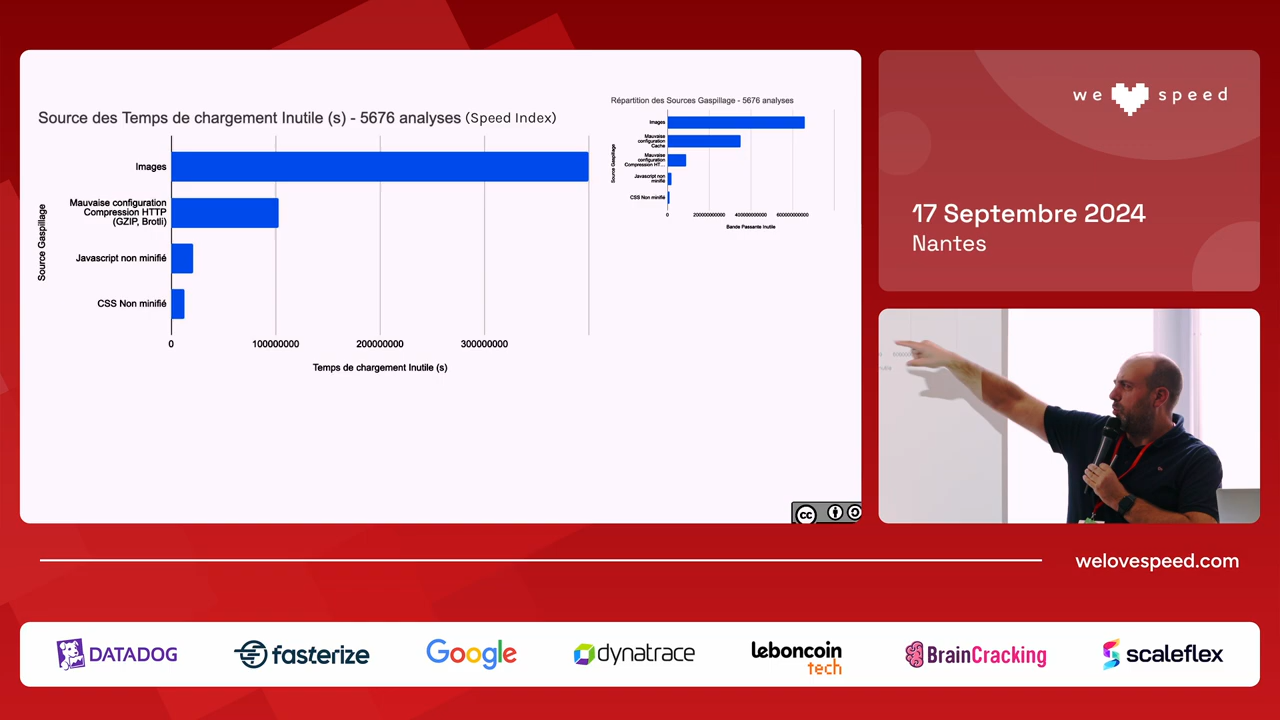 Source des Temps de chargement Inutile (s) - 5676 analyses (Speed Index)
Source Gaspillage
Images
Mauvaise configuration
Compression HTTP
(GZIP, Brotli)
Javascript non minifié
CSS Non minifié
0
100000000
200000000
300000000
Temps de chargement Inutile (s)
Répartition des Sources Gaspillage - 5676 analyses
Source Gaspillage
Images
Mauvaise
configuration
Cache
Mauvaise
configuration
Compression HT...
Javascript non
minifié
CSS Non minifié
0
Bande Passante Inutile
cc
we speed
17 Septembre 2024
Nantes
welovespeed.com
DATADOG
fasterize
Google
dynatrace
leboncoin
tech
BrainCracking
scaleflex